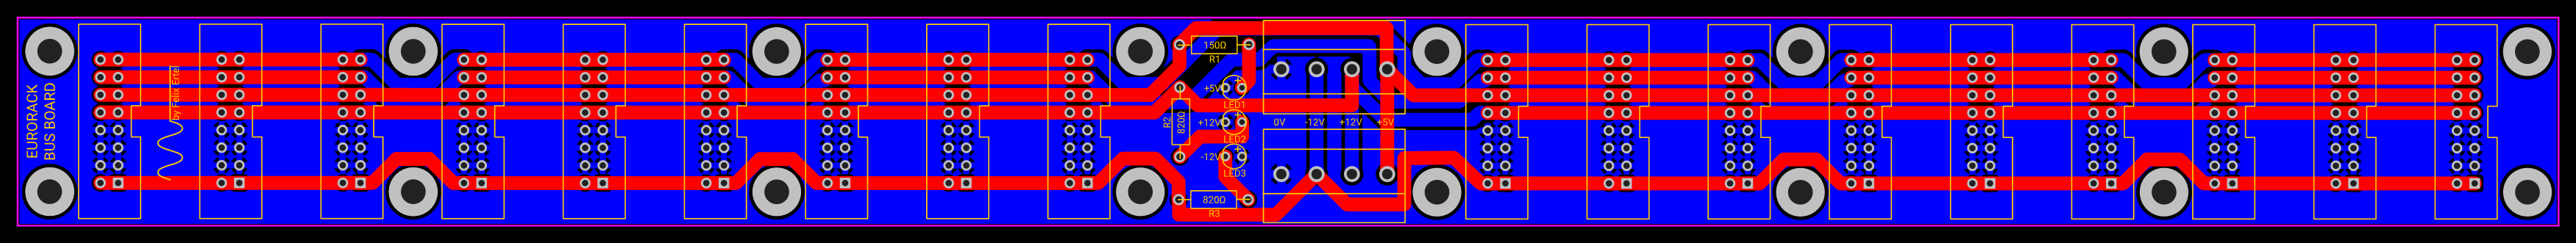 EURORACK
BUS BOARD
by Felix Ertel
150Ω
R1
+5V
LED1
R2
820Ω
+12V
LED2
-12V
LED3
820Ω
R3
0V -12V +12V +5V